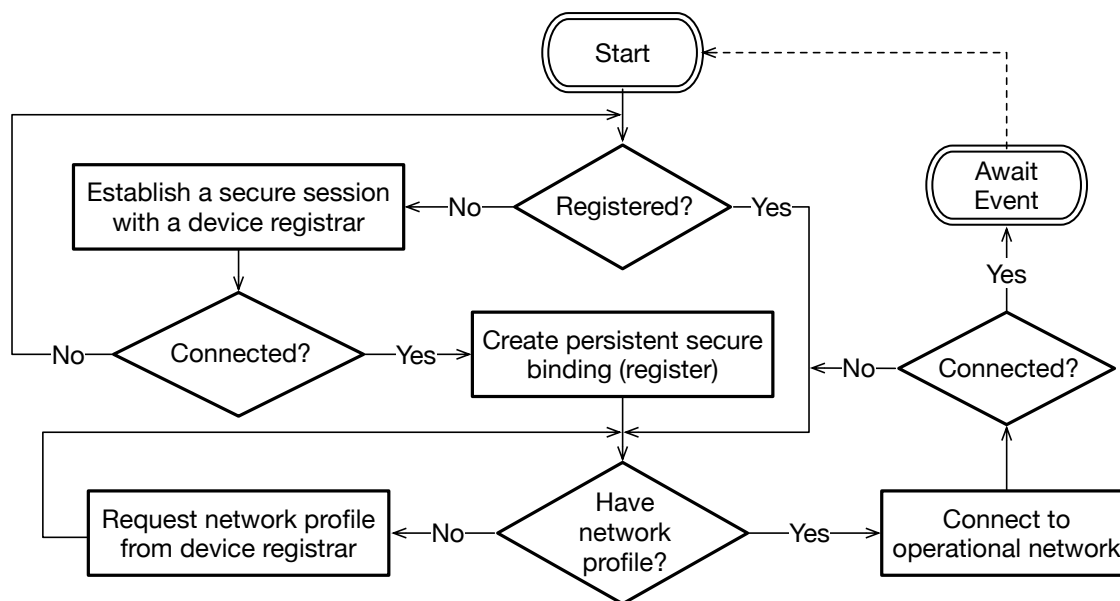 Start
Await
Event
Establish a secure session
with a device registrar
No
Registered?
Yes
Yes
No
Connected?
Yes
Create persistent secure
binding (register)
No
Connected?
Request network profile
from device registrar
No
Have
network
profile?
Yes
Connect to
operational network